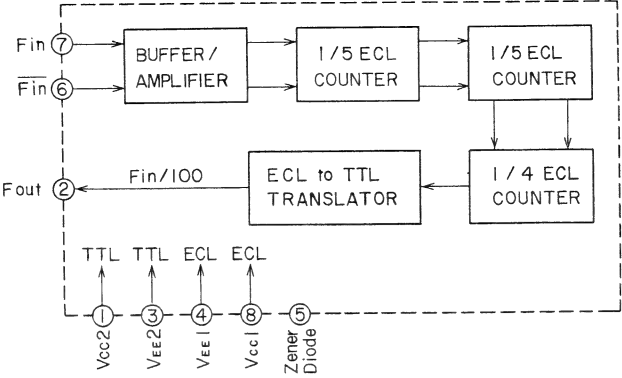 Fin 7
BUFFER/
AMPLIFIER
1/5 ECL
COUNTER
1/5 ECL
COUNTER
Fin 6
Fout 2
Fin/100
ECL to TTL
TRANSLATOR
1/4 ECL
COUNTER
TTL TTL ECL ECL
1 3 4 8 5
VCC2
VEE2
VEE1
VCC1
Zener
Diode